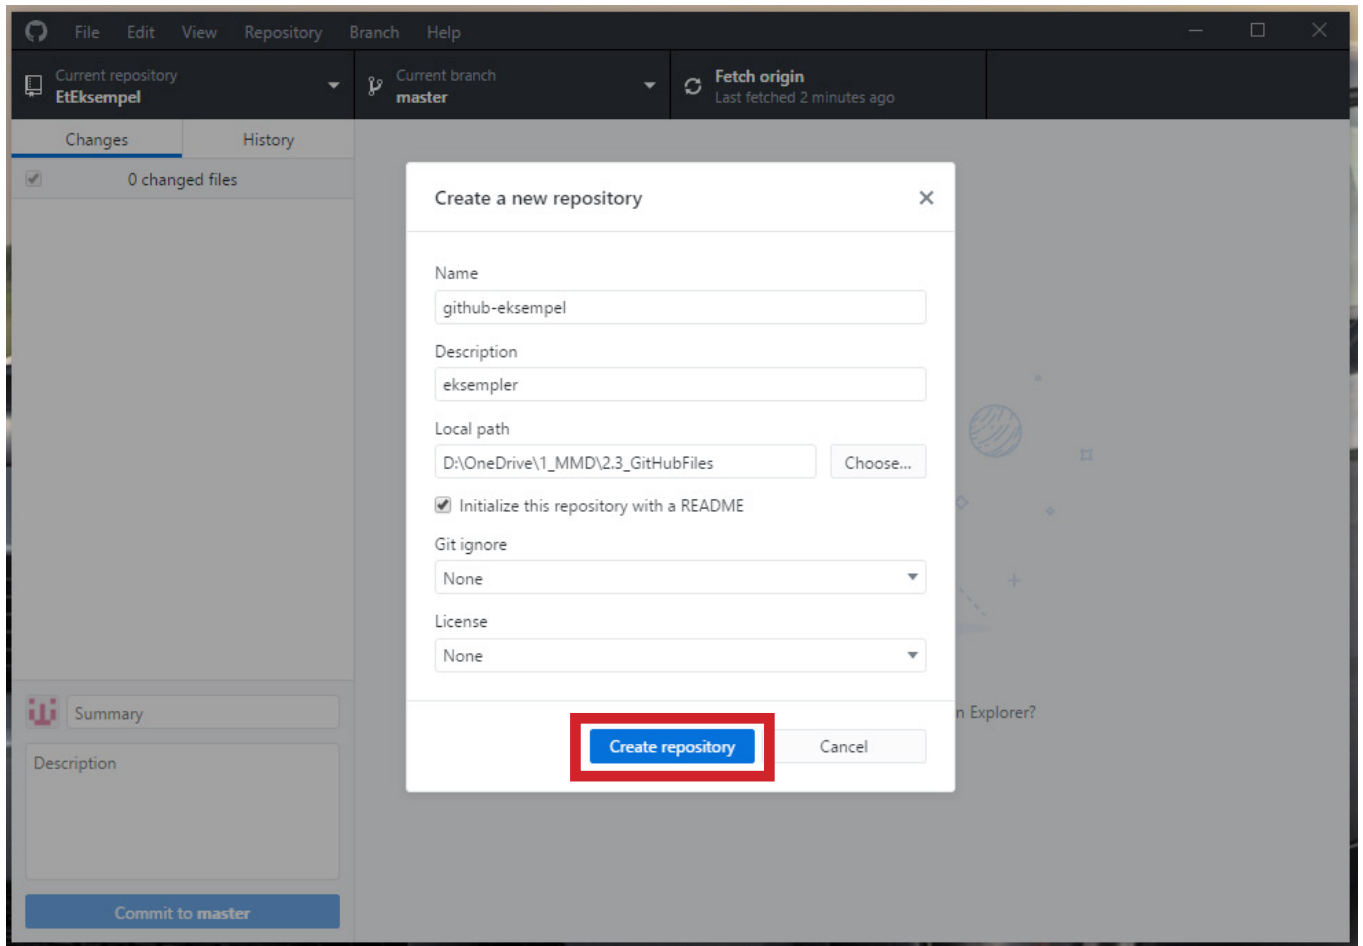 File Edit View Repository Branch Help
Current repository
EtEksempel
Current branch
master
Fetch origin
Last fetched 2 minutes ago
Changes History
0 changed files
Create a new repository
Name
github-eksempel
Description
eksempler
Local path
D:\OneDrive\1_MMD\2.3_GitHubFiles
Choose...
Initialize this repository with a README
Git ignore
None
License
None
Create repository
Cancel
n Explorer?
Summary
Description
Commit to master